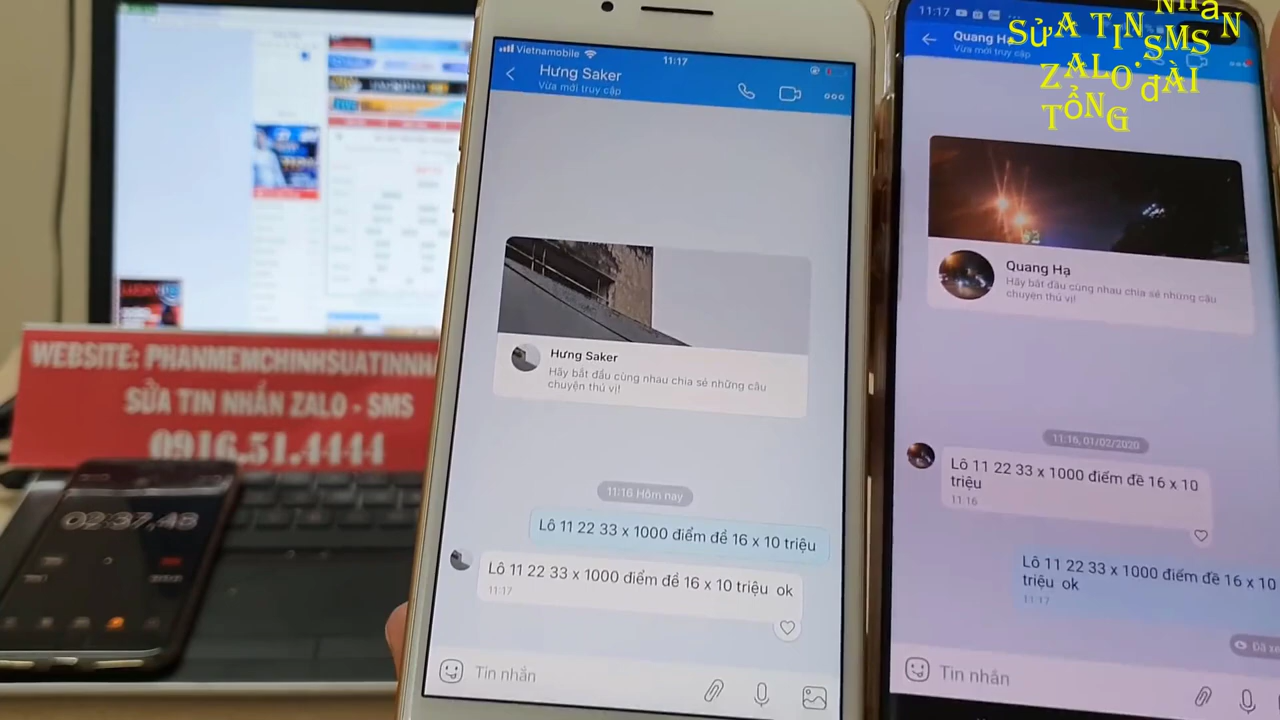 WEBSITE: PHANMEMCHINHSUATINNHA
SỬA TIN NHẮN ZALO - SMS
0916.51.4444
02:37,48
Vietnamobile
11:17
Hưng Saker
Vừa mới truy cập
Hưng Saker
Hãy bắt đầu cùng nhau chia sẻ những câu
chuyện thú vị!
11:16 Hôm nay
Lô 11 22 33 x 1000 điểm đề 16 x 10 triệu
Lô 11 22 33 x 1000 điểm đề 16 x 10 triệu ok
11:17
Tin nhắn
11:17
Quang Hạ
Vừa mới truy cập
SỬA TIN NHẮN
ZALO.SMS
TỔNG ĐÀI
Quang Hạ
Hãy bắt đầu cùng nhau chia sẻ những câu
chuyện thú vị!
11:16, 01/02/2020
Lô 11 22 33 x 1000 điểm đề 16 x 10
triệu
11:16
Lô 11 22 33 x 1000 điểm đề 16 x 10
triệu ok
11:17
Đã xe
Tin nhắn